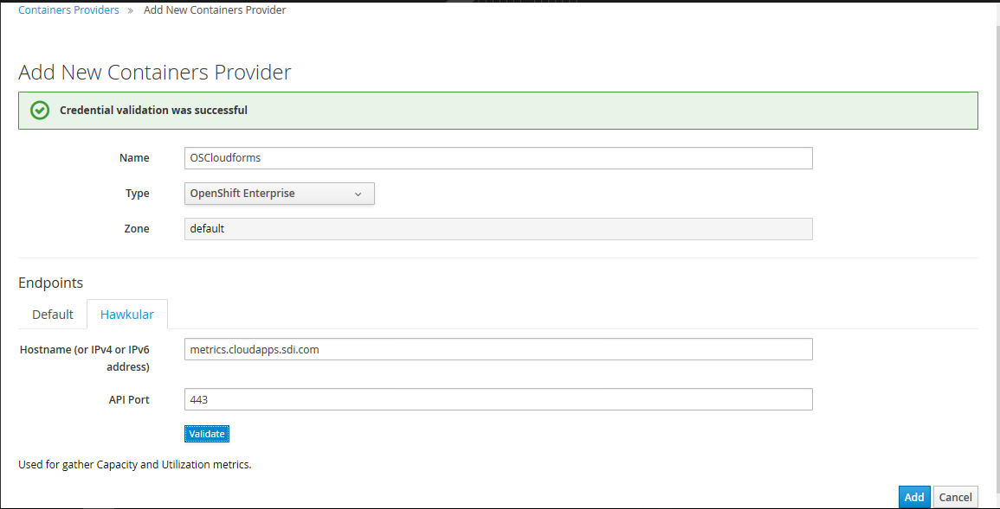 Containers Providers » Add New Containers Provider
Add New Containers Provider
Credential validation was successful
Name OSCloudforms
Type OpenShift Enterprise
Zone default
Endpoints
Default Hawkular
Hostname (or IPv4 or IPv6 metrics.cloudapps.sdi.com
address)
API Port 443
Validate
Used for gather Capacity and Utilization metrics.
Add Cancel